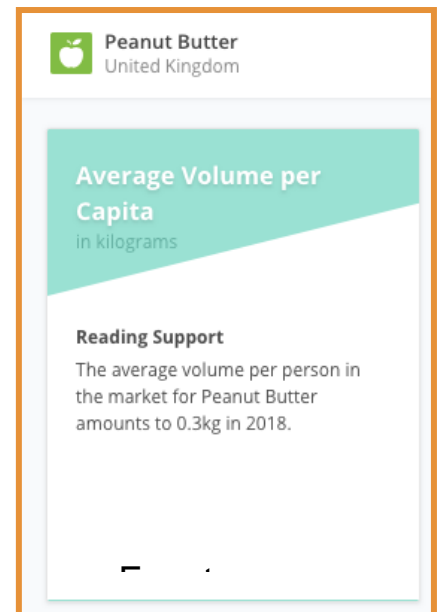 Peanut Butter
United Kingdom
Average Volume per
Capita
in kilograms
Reading Support
The average volume per person in
the market for Peanut Butter
amounts to 0.3kg in 2018.